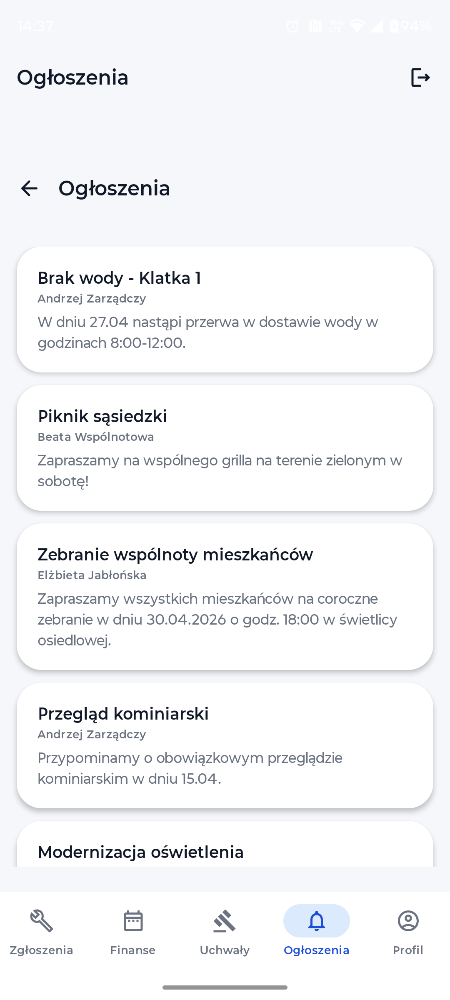 14:37
Vo LTE 94%
Ogłoszenia
Ogłoszenia
Brak wody - Klatka 1
Andrzej Zarządczy
W dniu 27.04 nastąpi przerwa w dostawie wody w
godzinach 8:00-12:00.
Piknik sąsiedzki
Beata Wspólnotowa
Zapraszamy na wspólnego grilla na terenie zielonym w
sobotę!
Zebranie wspólnoty mieszkańców
Elżbieta Jabłońska
Zapraszamy wszystkich mieszkańców na coroczne
zebranie w dniu 30.04.2026 o godz. 18:00 w świetlicy
osiedlowej.
Przegląd kominiarski
Andrzej Zarządczy
Przypominamy o obowiązkowym przeglądzie
kominiarskim w dniu 15.04.
Modernizacja oświetlenia
Zgłoszenia
Finanse
Uchwały
Ogłoszenia
Profil